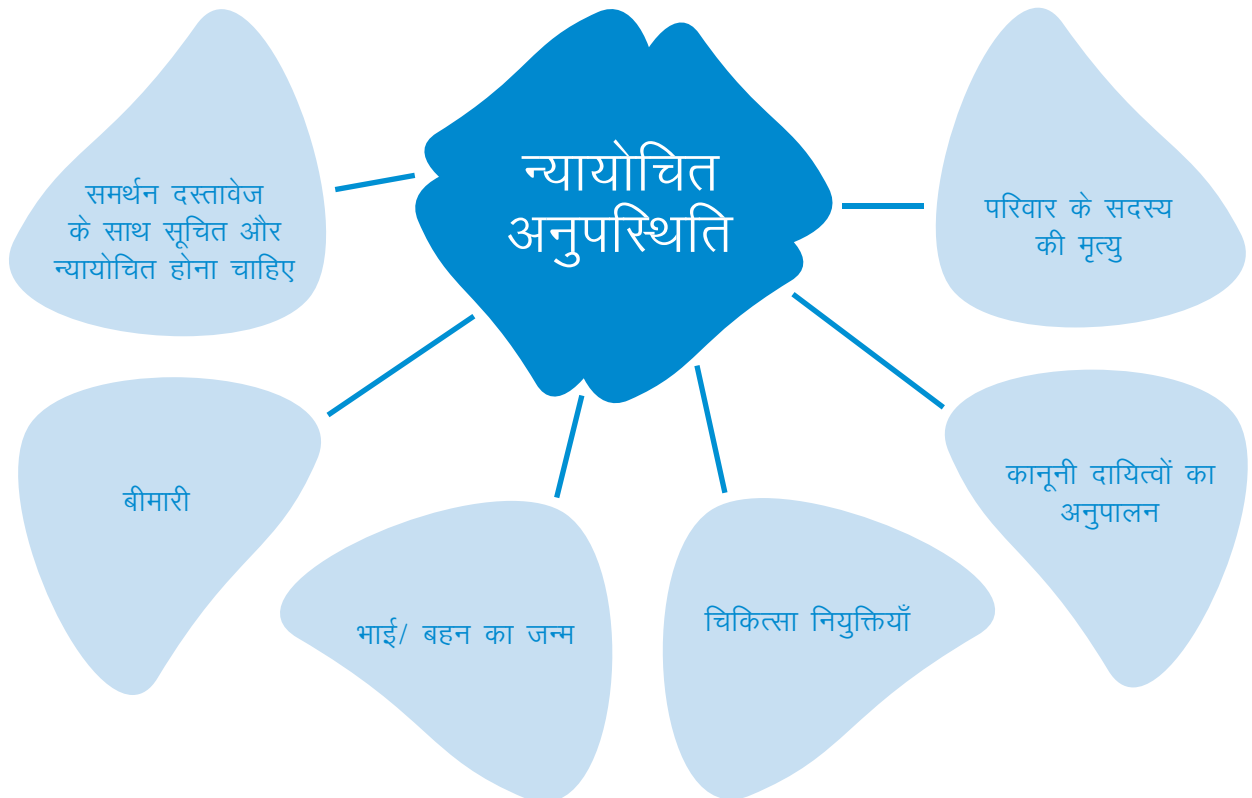 न्यायोचित
अनुपस्थिति
समर्थन दस्तावेज
के साथ सूचित और
न्यायोचित होना चाहिए
परिवार के सदस्य
की मृत्यु
बीमारी
कानूनी दायित्वों का
अनुपालन
भाई/ बहन का जन्म
चिकित्सा नियुक्तियाँ